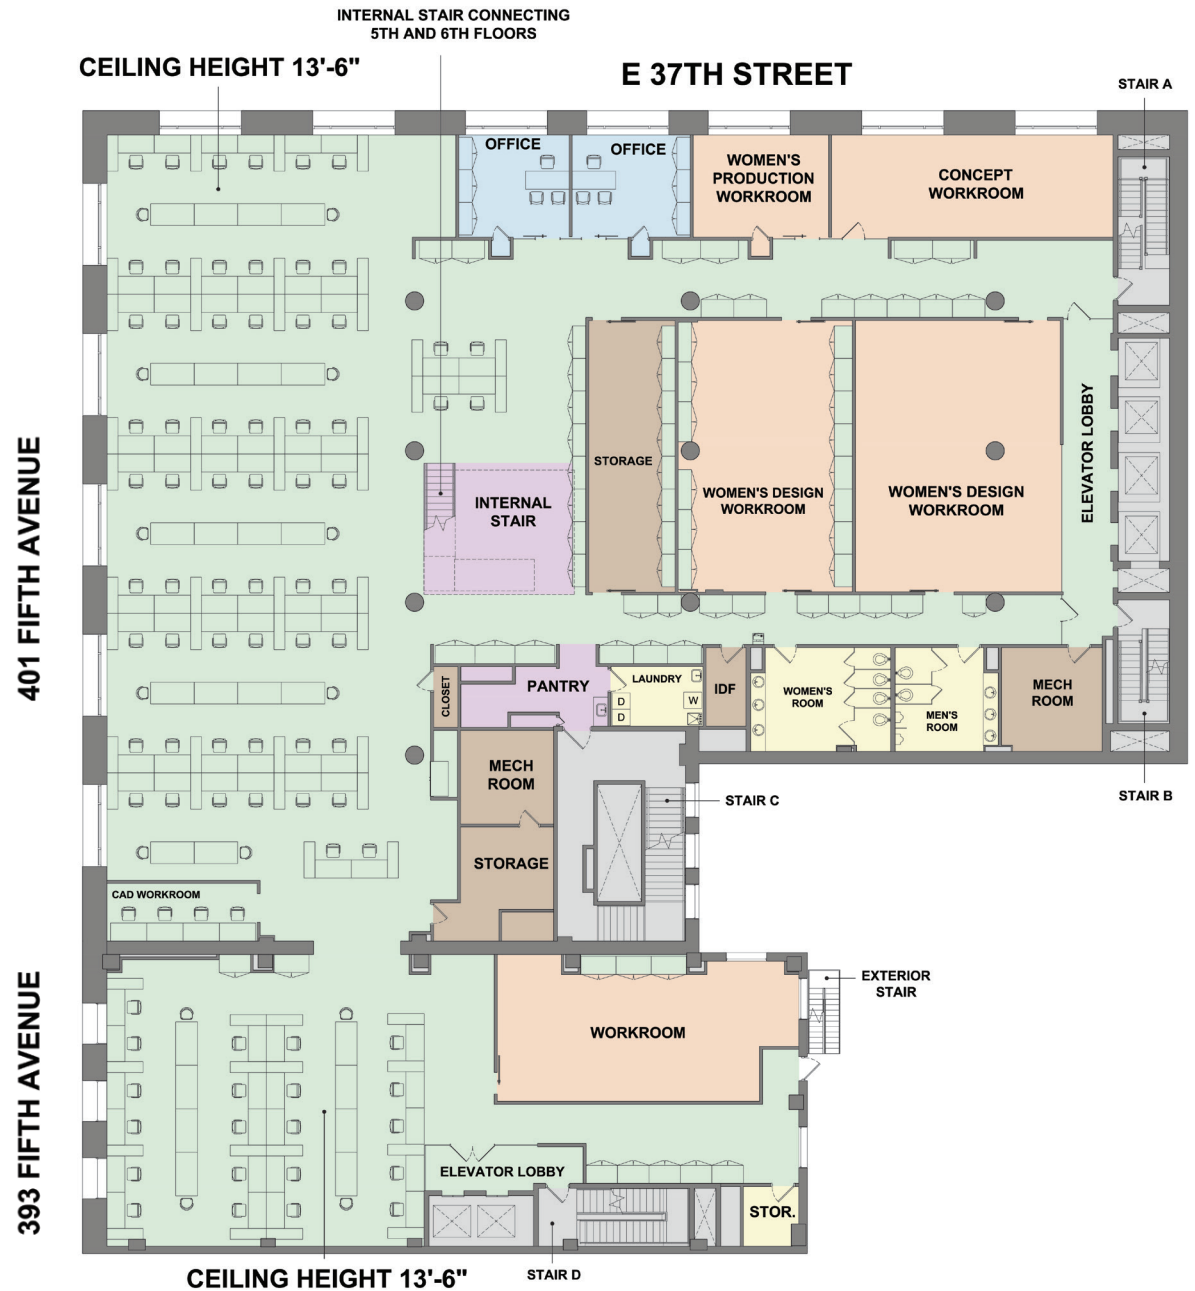 INTERNAL STAIR CONNECTING
5TH AND 6TH FLOORS
CEILING HEIGHT 13'-6"
E 37TH STREET
STAIR A
OFFICE
OFFICE
WOMEN'S
PRODUCTION
WORKROOM
CONCEPT
WORKROOM
401 FIFTH AVENUE
INTERNAL
STAIR
STORAGE
WOMEN'S DESIGN
WORKROOM
WOMEN'S DESIGN
WORKROOM
ELEVATOR LOBBY
CLOSET
PANTRY
LAUNDRY
D
D
W
IDF
WOMEN'S
ROOM
MEN'S
ROOM
MECH
ROOM
MECH
ROOM
STAIR C
STAIR B
STORAGE
CAD WORKROOM
393 FIFTH AVENUE
WORKROOM
EXTERIOR
STAIR
ELEVATOR LOBBY
STOR.
CEILING HEIGHT 13'-6"
STAIR D